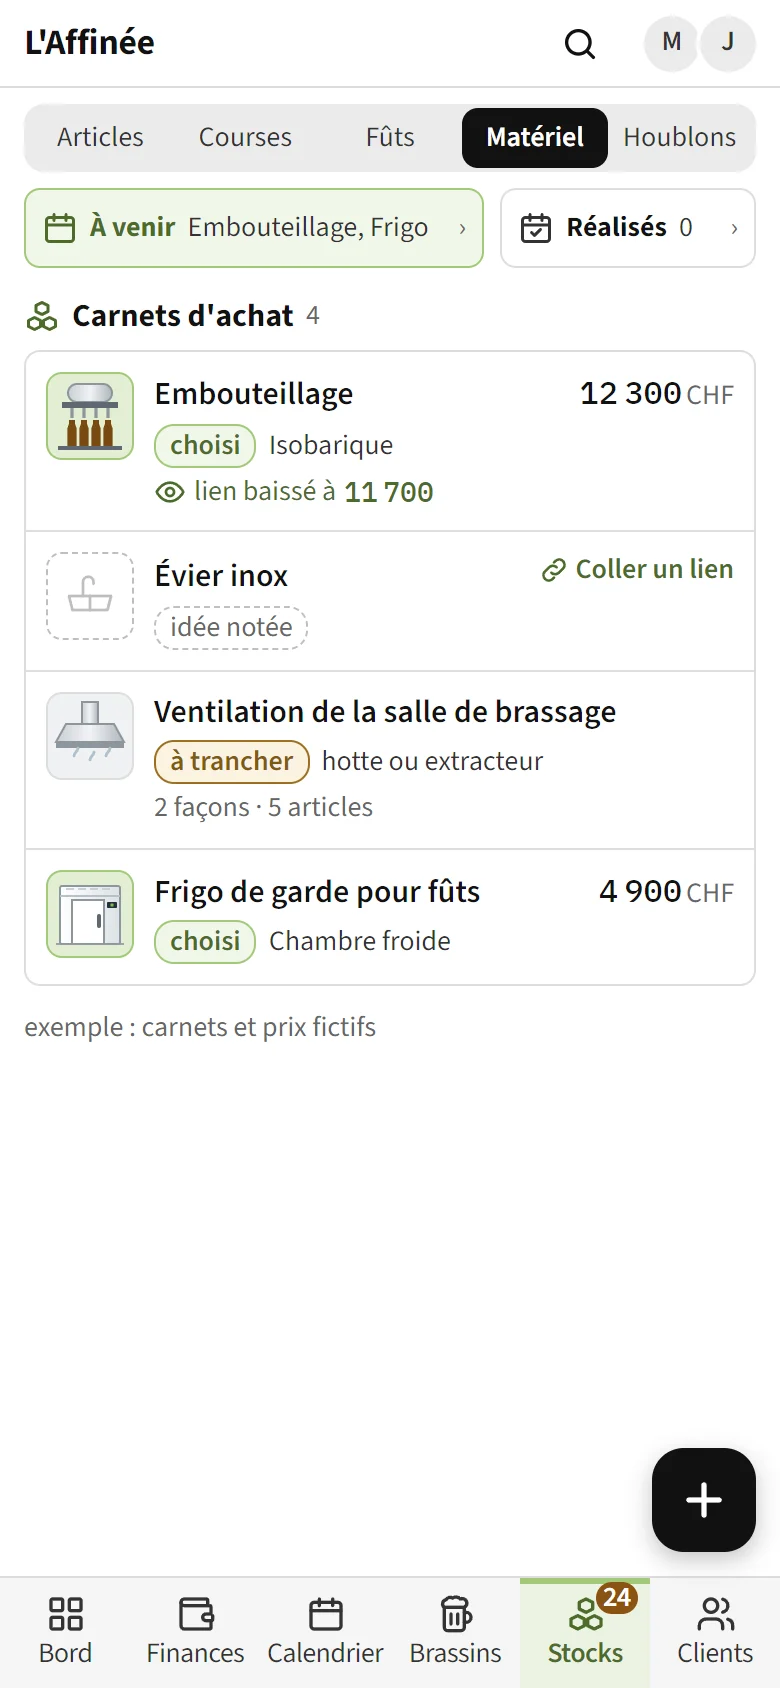 L'Affinée
M J
Articles Courses Fûts Matériel Houblons
À venir Embouteillage, Frigo › Réalisés 0 ›
Carnets d'achat 4
Embouteillage 12 300 CHF
choisi Isobarique
lien baissé à 11 700
Évier inox Coller un lien
idée notée
Ventilation de la salle de brassage
à trancher hotte ou extracteur
2 façons · 5 articles
Frigo de garde pour fûts 4 900 CHF
choisi Chambre froide
exemple : carnets et prix fictifs
24
Bord Finances Calendrier Brassins Stocks Clients